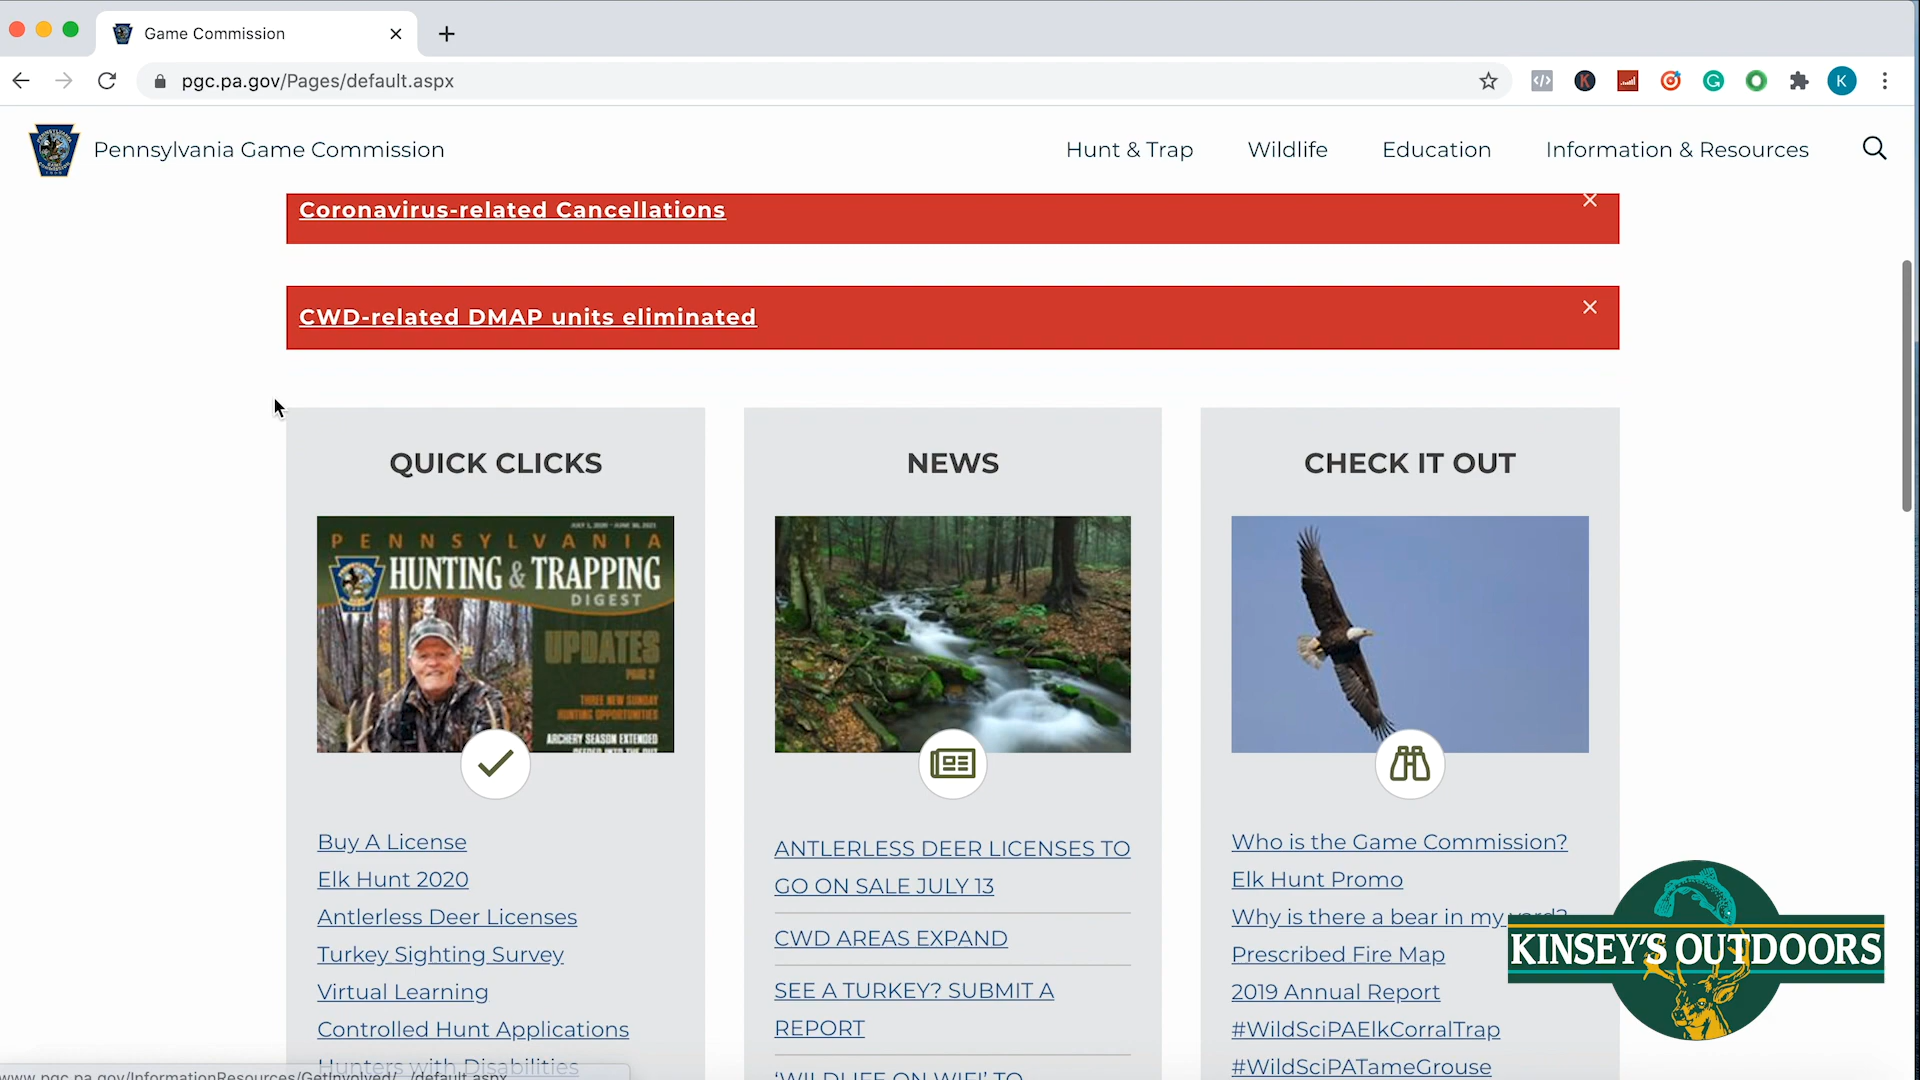 Game Commission
pgc.pa.gov/Pages/default.aspx
K
K
Pennsylvania Game Commission
Hunt & Trap
Wildlife
Education
Information & Resources
Coronavirus-related Cancellations
CWD-related DMAP units eliminated
QUICK CLICKS
JULY 1, 2020 - JUNE 30, 2021
PENNSYLVANIA
HUNTING & TRAPPING
DIGEST
UPDATES
PAGE 3
THREE NEW SUNDAY
HUNTING OPPORTUNITIES
ARCHERY SEASON EXTENDED
Buy A License
Elk Hunt 2020
Antlerless Deer Licenses
Turkey Sighting Survey
Virtual Learning
Controlled Hunt Applications
Hunters with Disabilities
NEWS
ANTLERLESS DEER LICENSES TO
GO ON SALE JULY 13
CWD AREAS EXPAND
SEE A TURKEY? SUBMIT A
REPORT
'WILDLIFE ON WIFI' TO
CHECK IT OUT
Who is the Game Commission?
Elk Hunt Promo
Why is there a bear in my yard?
Prescribed Fire Map
2019 Annual Report
#WildSciPAElkCorralTrap
#WildSciPATameGrouse
KINSEY'S OUTDOORS
www.pgc.pa.gov/InformationResources/GetInvolved/.../default.aspx